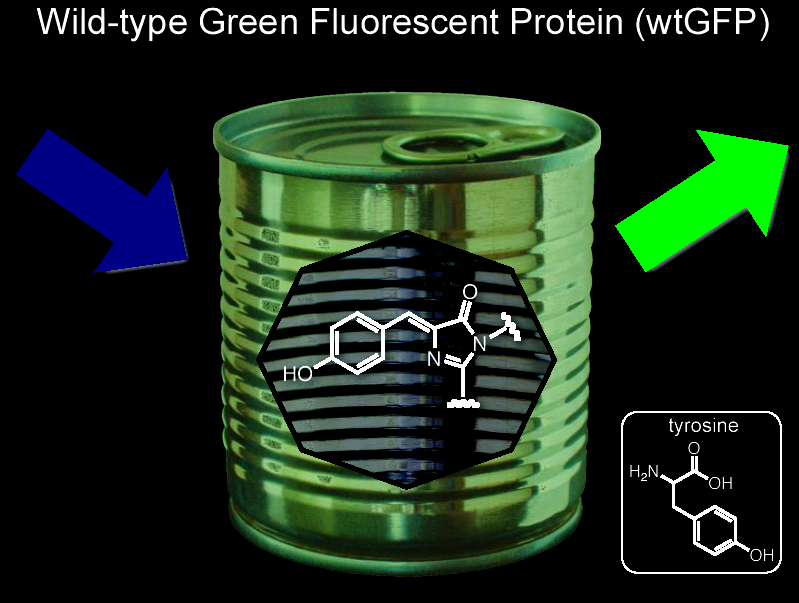 Wild-type Green Fluorescent Protein (wtGFP)
O
N
N
HO
tyrosine
O
H₂N
OH
OH